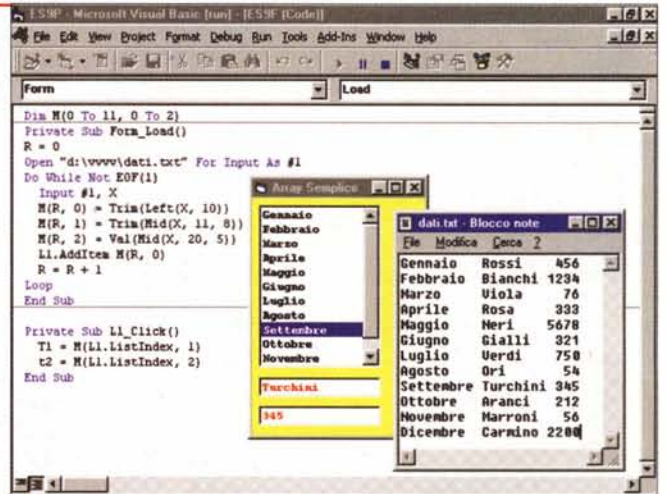 ES9P - Microsoft Visual Basic [run] - [ES9F (Code)]
File Edit View Project Format Debug Run Tools Add-Ins Window Help
Form
Load
Dim M(0 To 11, 0 To 2)
Private Sub Form_Load()
R = 0
Open "d:\vvvv\dati.txt" For Input As #1
Do While Not EOF(1)
Input #1, X
M(R, 0) = Trim(Left(X, 10))
M(R, 1) = Trim(Mid(X, 11, 8))
M(R, 2) = Val(Mid(X, 20, 5))
L1.AddItem M(R, 0)
R = R + 1
Loop
End Sub
Private Sub L1_Click()
T1 = M(L1.ListIndex, 1)
t2 = M(L1.ListIndex, 2)
End Sub
Array Semplice
Gennaio
Febbraio
Marzo
Aprile
Maggio
Giugno
Luglio
Agosto
Settembre
Ottobre
Novembre
Turchini
345
dati.txt - Blocco note
File Modifica Cerca ?
Gennaio Rossi 456
Febbraio Bianchi 1234
Marzo Viola 76
Aprile Rosa 333
Maggio Neri 5678
Giugno Gialli 321
Luglio Verdi 750
Agosto Ori 54
Settembre Turchini 345
Ottobre Aranci 212
Novembre Marroni 56
Dicembre Carmino 2200